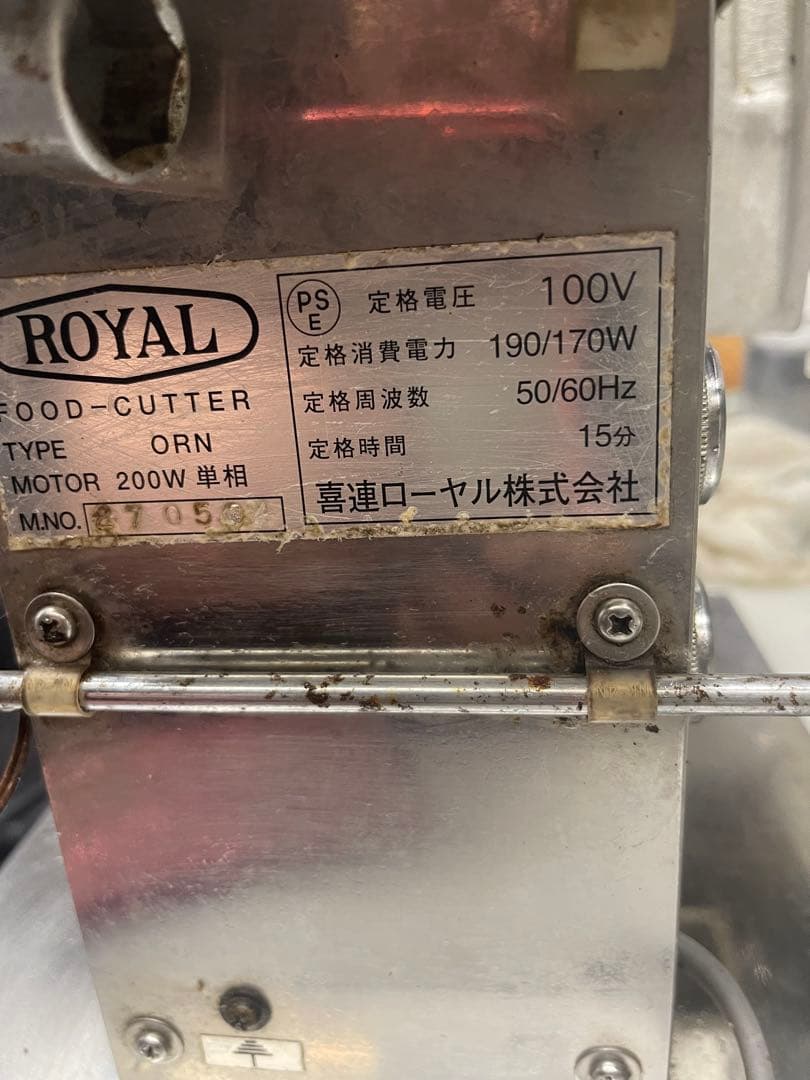 ROYAL
FOOD-CUTTER
TYPE ORN
MOTOR 200W 単相
M.NO.
PS
E
定格電圧 100V
定格消費電力 190/170W
定格周波数 50/60Hz
定格時間 15分
喜連ローヤル株式会社